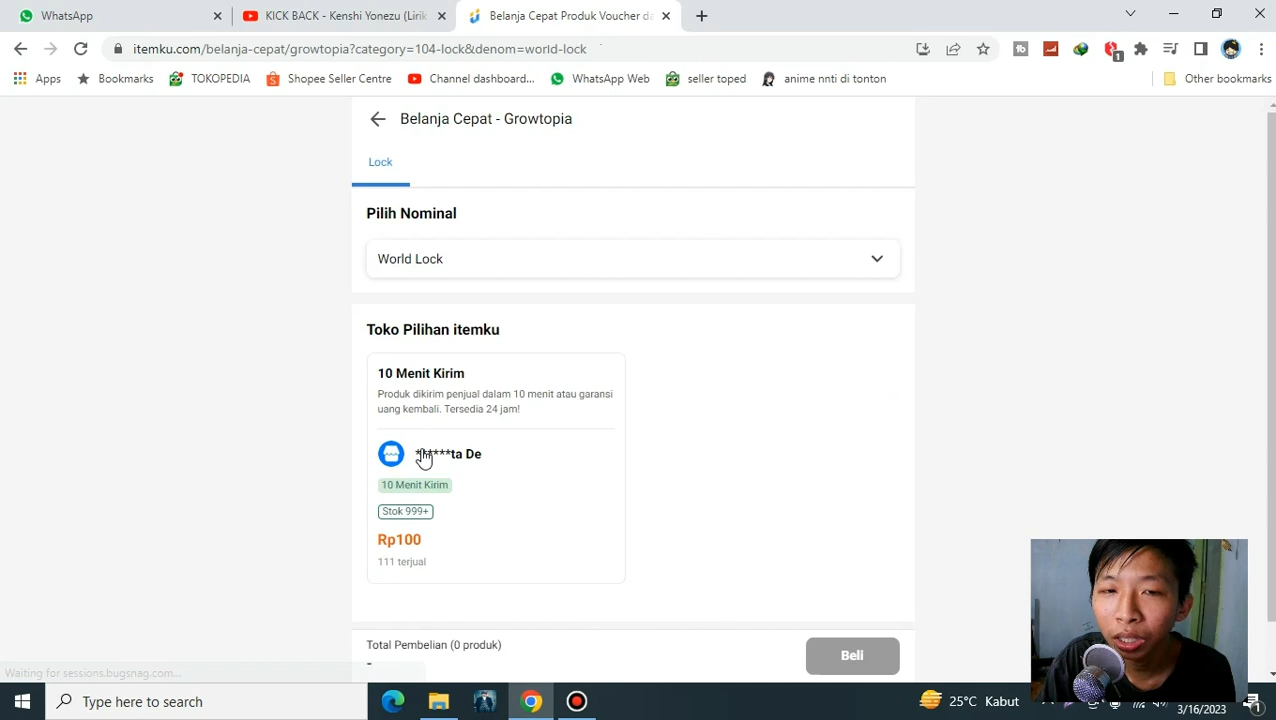 WhatsApp
KICK BACK - Kenshi Yonezu (Lirik
Belanja Cepat Produk Voucher da
itemku.com/belanja-cepat/growtopia?category=104-lock&denom=world-lock
1
Apps
Bookmarks
TOKOPEDIA
Shopee Seller Centre
Channel dashboard...
WhatsApp Web
seller toped
anime nnti di tonton
Other bookmarks
Belanja Cepat - Growtopia
Lock
Pilih Nominal
World Lock
Toko Pilihan itemku
10 Menit Kirim
Produk dikirim penjual dalam 10 menit atau garansi
uang kembali. Tersedia 24 jam!
ta De
10 Menit Kirim
Stok 999+
Rp100
111 terjual
Total Pembelian (0 produk)
-
Beli
Waiting for sessions.bugsnag.com...
Type here to search
25°C Kabut
3/16/2023
1